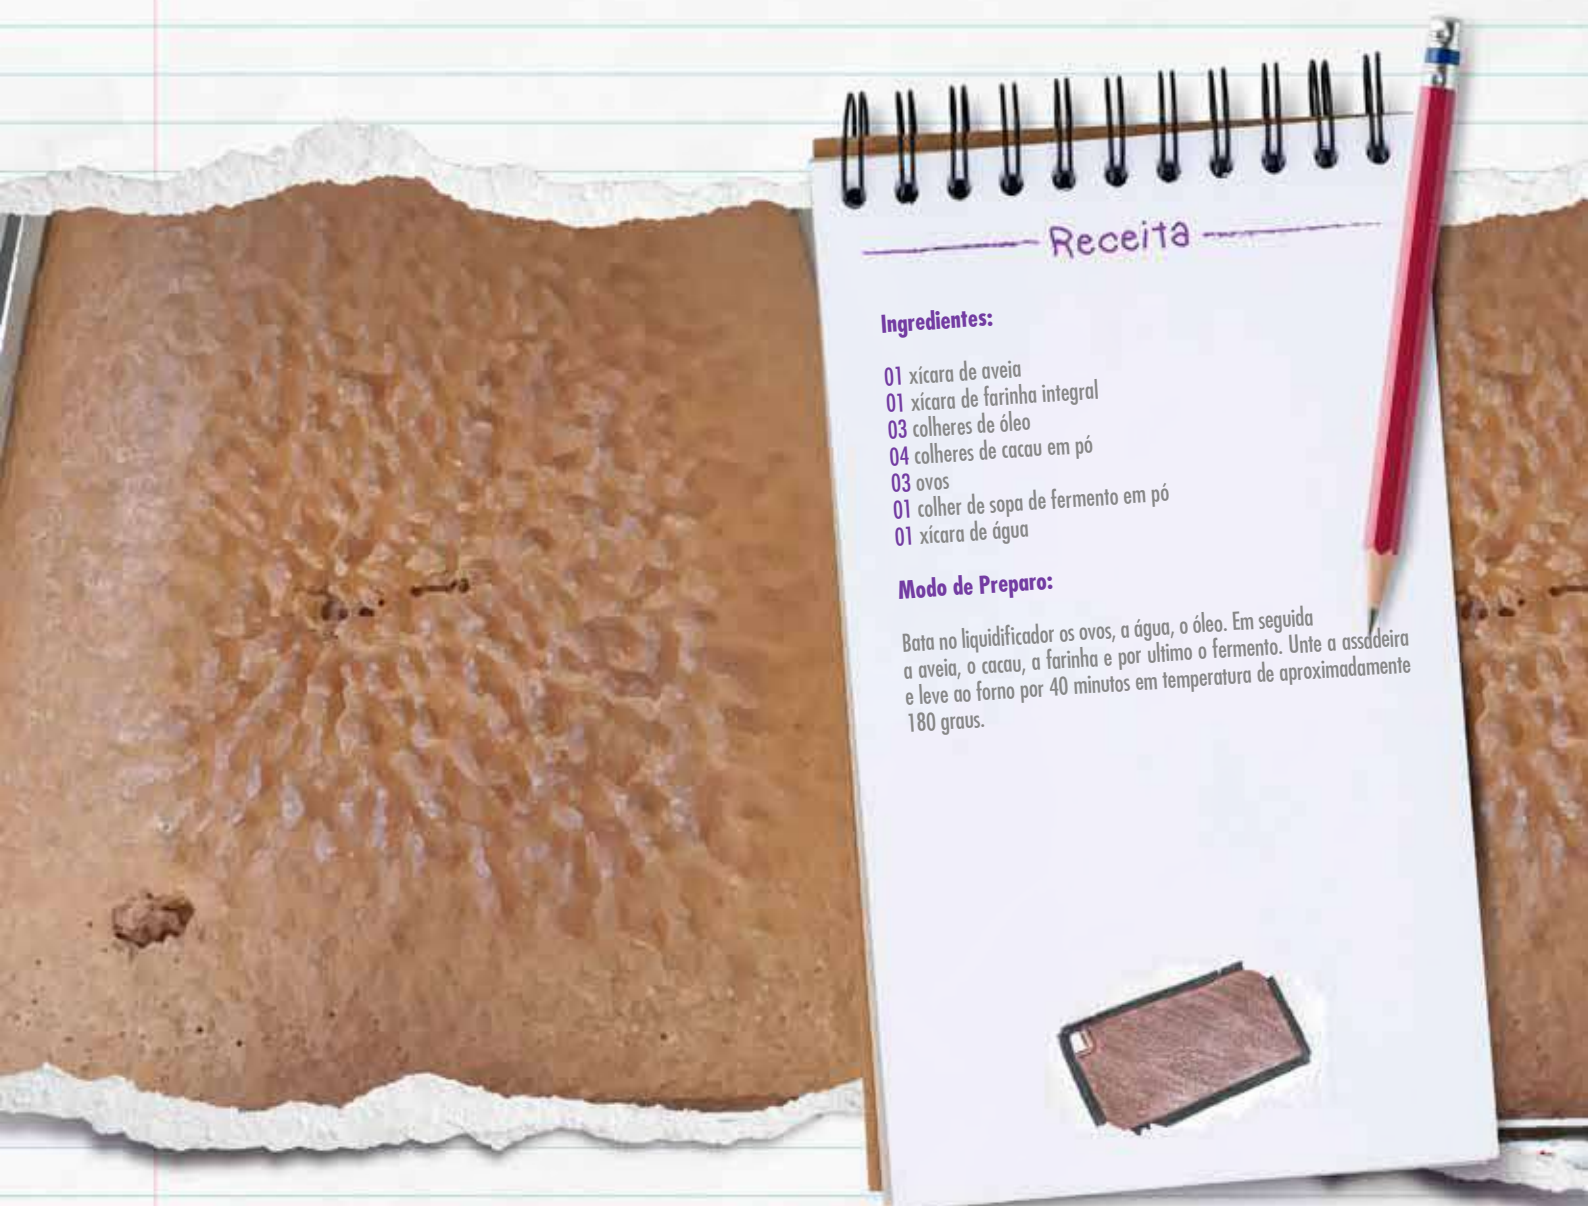 Receita
Ingredientes:
01 xícara de aveia
01 xícara de farinha integral
03 colheres de óleo
04 colheres de cacau em pó
03 ovos
01 colher de sopa de fermento em pó
01 xícara de água
Modo de Preparo:
Bata no liquidificador os ovos, a água, o óleo. Em seguida
a aveia, o cacau, a farinha e por ultimo o fermento. Unte a assadeira
e leve ao forno por 40 minutos em temperatura de aproximadamente
180 graus.